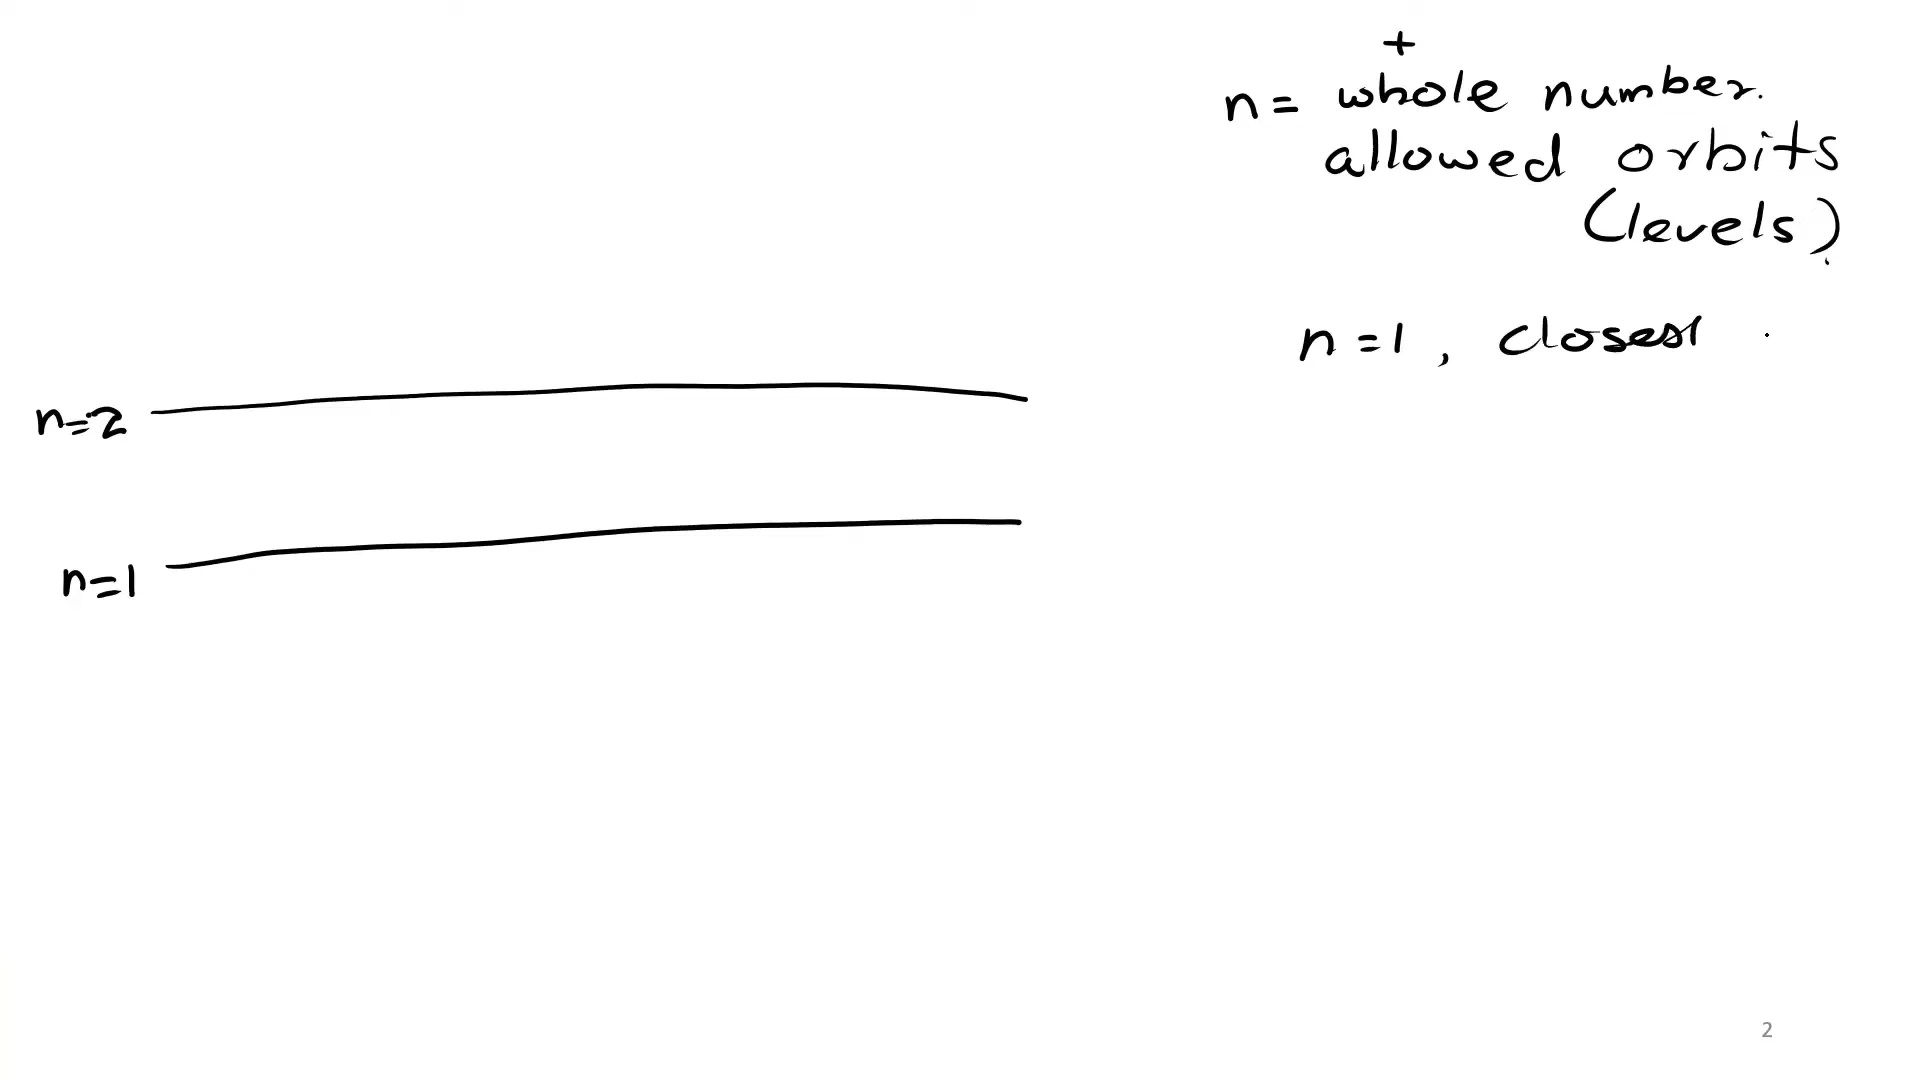 +
n = whole number.
allowed orbits
(levels)
n = 1, closest
n=2
n=1
2